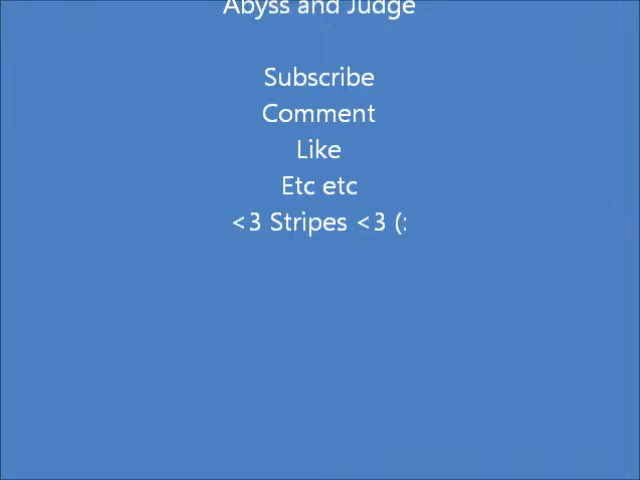 Abyss and Judge
Subscribe
Comment
Like
Etc etc
<3 Stripes <3 (: